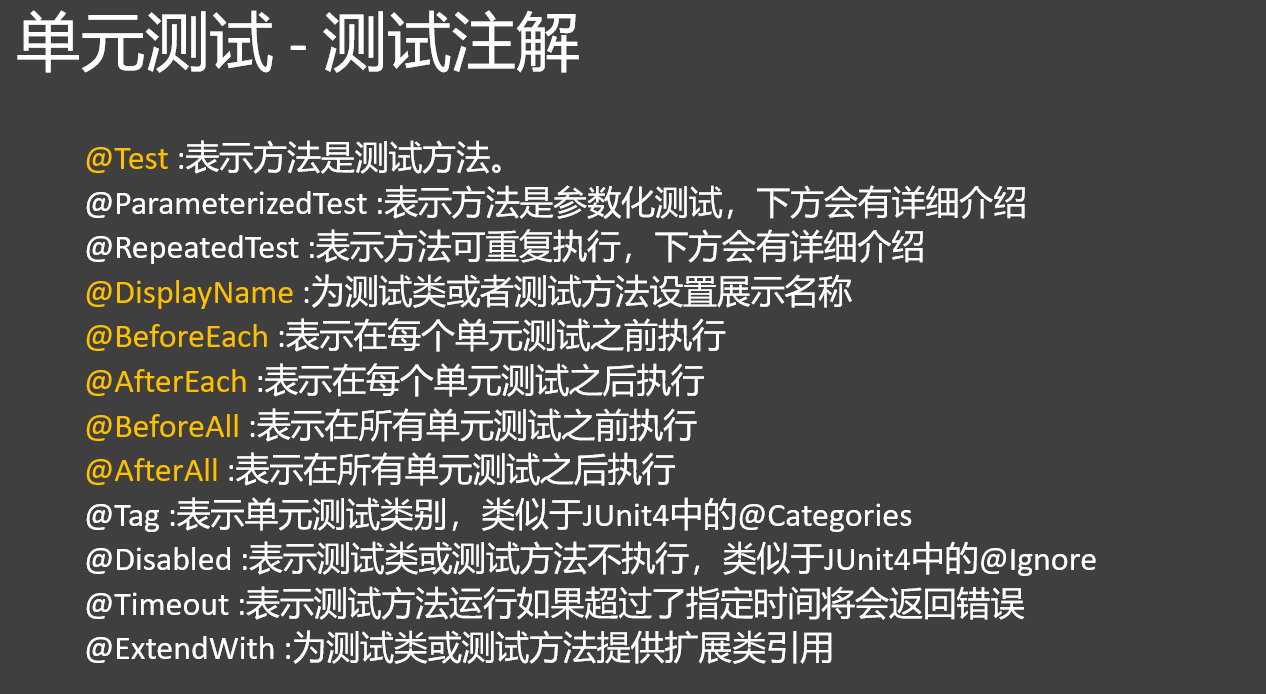 单元测试 - 测试注解
@Test :表示方法是测试方法。
@ParameterizedTest :表示方法是参数化测试，下方会有详细介绍
@RepeatedTest :表示方法可重复执行，下方会有详细介绍
@DisplayName :为测试类或者测试方法设置展示名称
@BeforeEach :表示在每个单元测试之前执行
@AfterEach :表示在每个单元测试之后执行
@BeforeAll :表示在所有单元测试之前执行
@AfterAll :表示在所有单元测试之后执行
@Tag :表示单元测试类别，类似于JUnit4中的@Categories
@Disabled :表示测试类或测试方法不执行，类似于JUnit4中的@Ignore
@Timeout :表示测试方法运行如果超过了指定时间将会返回错误
@ExtendWith :为测试类或测试方法提供扩展类引用